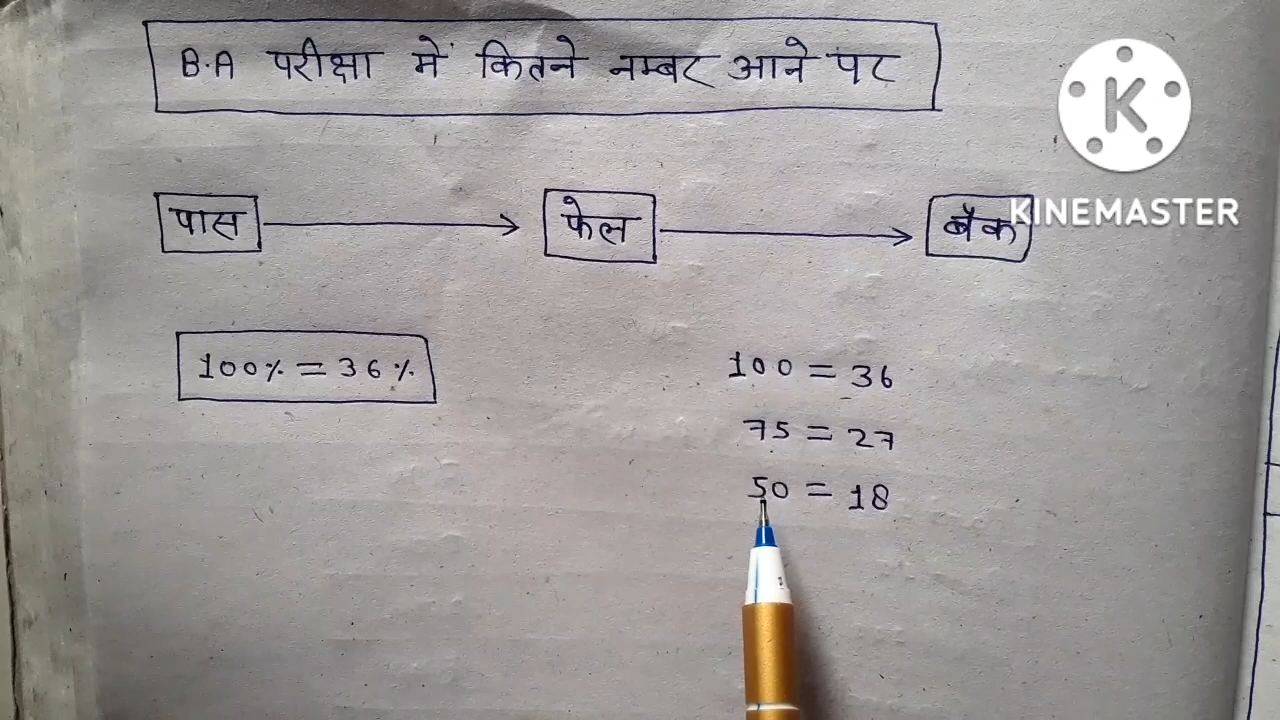 B.A परीक्षा में कितने नम्बर आने पर
K
KINEMASTER
पास फेल बैक
100% = 36%
100 = 36
75 = 27
50 = 18